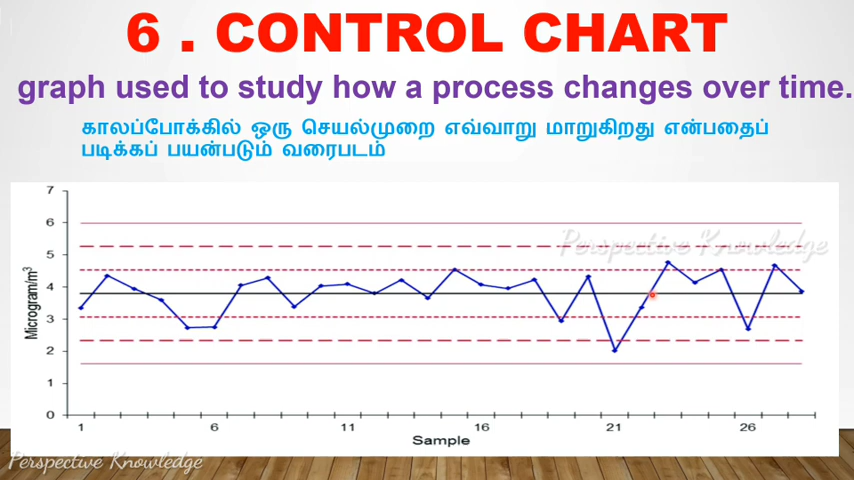 6 . CONTROL CHART
graph used to study how a process changes over time.
காலப்போக்கில் ஒரு செயல்முறை எவ்வாறு மாறுகிறது என்பதைப்
படிக்கப் பயன்படும் வரைபடம்
Perspective Knowledge
7
6
5
4
3
2
1
0
Microgram/m³
1 6 11 16 21 26
Sample
Perspective Knowledge